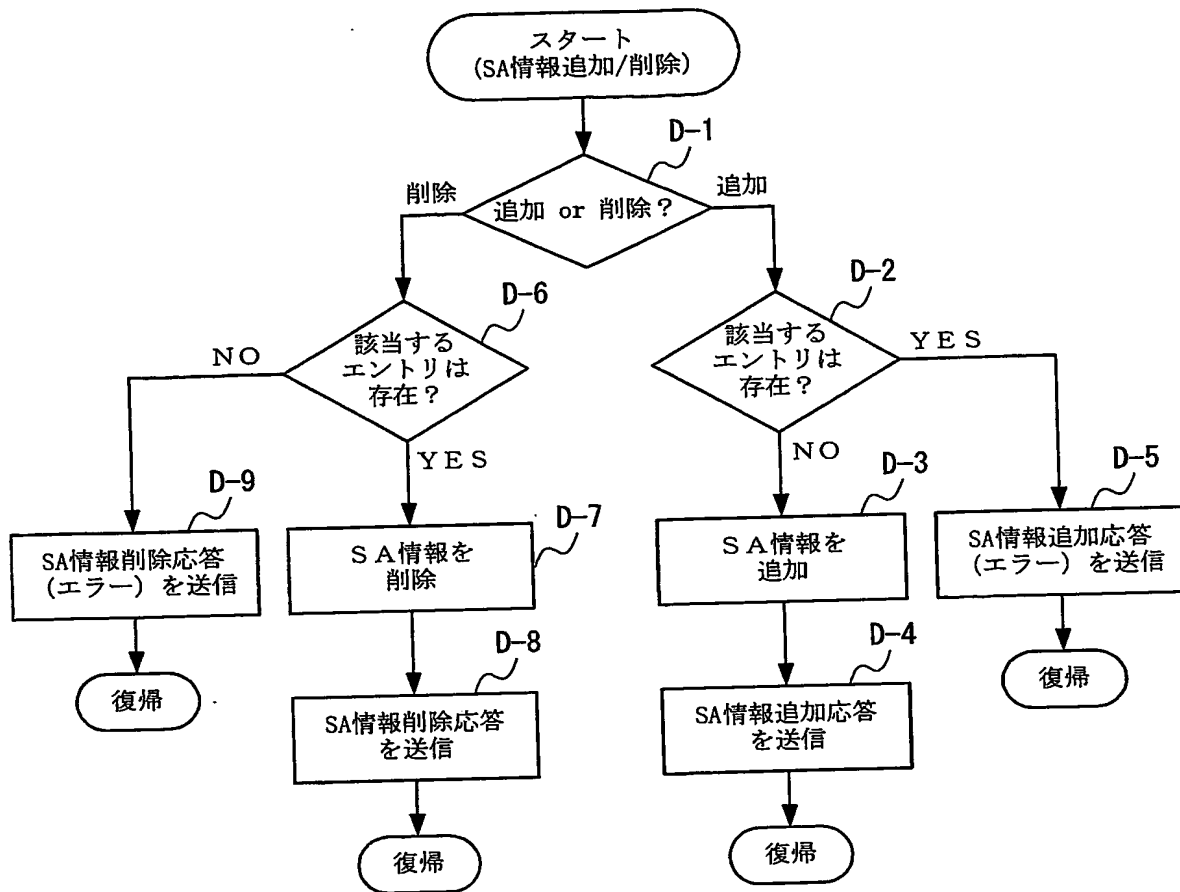 スタート
(SA情報追加/削除)
D-1
削除
追加 or 削除？
追加
D-6
該当する
エントリは
存在？
NO
YES
D-2
該当する
エントリは
存在？
YES
NO
D-9
SA情報削除応答
(エラー) を送信
復帰
D-7
ＳＡ情報を
削除
D-8
SA情報削除応答
を送信
復帰
D-3
ＳＡ情報を
追加
D-4
SA情報追加応答
を送信
復帰
D-5
SA情報追加応答
(エラー) を送信
復帰